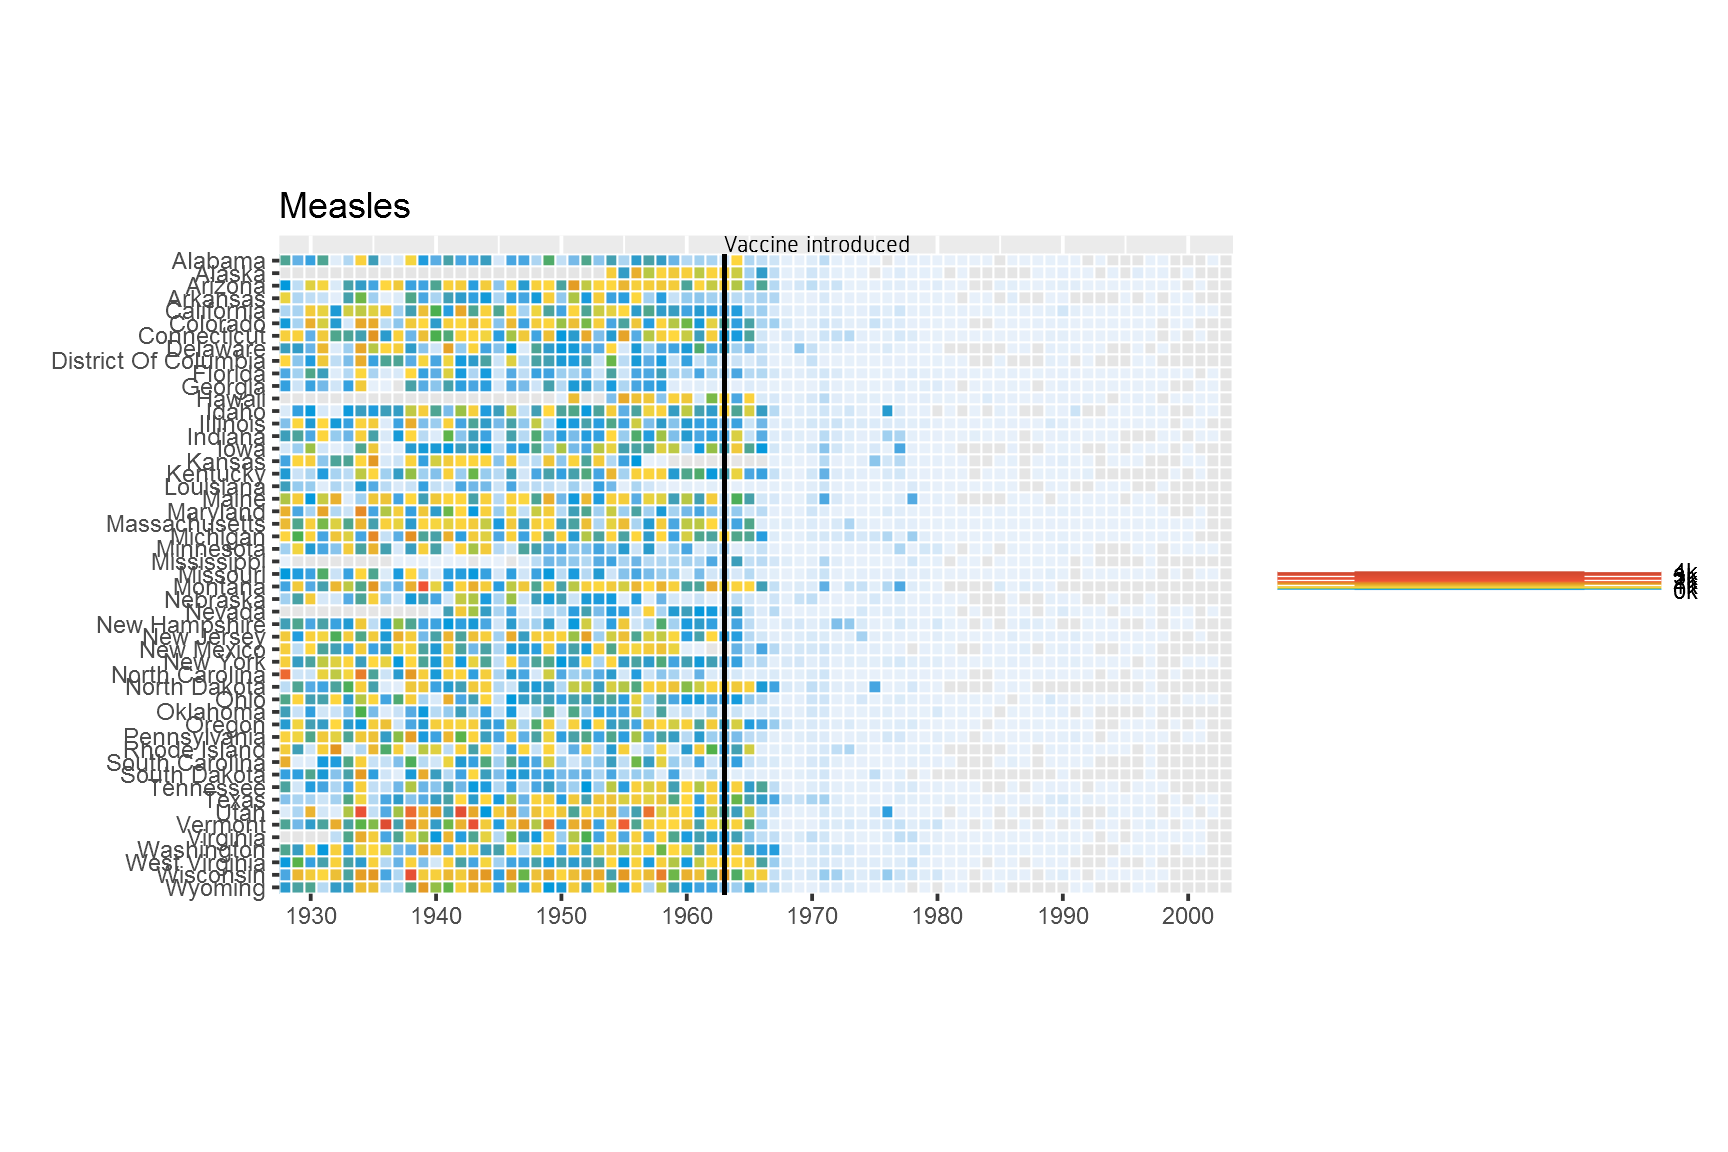 Measles
Vaccine introduced
Alabama
Alaska
Arizona
Arkansas
California
Colorado
Connecticut
Delaware
District Of Columbia
Florida
Georgia
Hawaii
Idaho
Illinois
Indiana
Iowa
Kansas
Kentucky
Louisiana
Maine
Maryland
Massachusetts
Michigan
Minnesota
Mississippi
Missouri
Montana
Nebraska
Nevada
New Hampshire
New Jersey
New Mexico
New York
North Carolina
North Dakota
Ohio
Oklahoma
Oregon
Pennsylvania
Rhode Island
South Carolina
South Dakota
Tennessee
Texas
Utah
Vermont
Virginia
Washington
West Virginia
Wisconsin
Wyoming
1930 1940 1950 1960 1970 1980 1990 2000
4k
0k